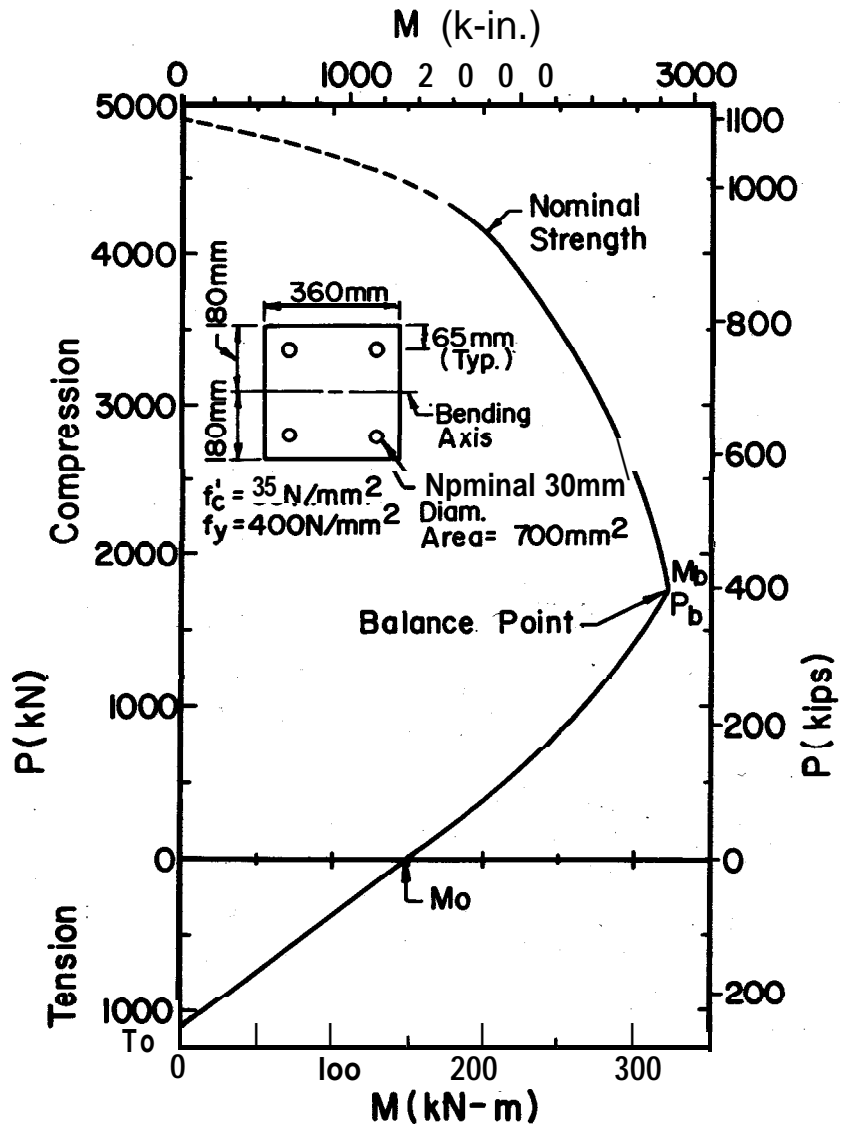 M (k-in.)
0 1000 2 0 0 0 3000
5000
4000
3000
2000
1000
0
1000
To
Compression
P(kN)
Tension
1100
1000
800
600
400
200
0
200
P(kips)
Nominal
Strength
360mm
180mm
180mm
65mm
(Typ.)
Bending
Axis
f'c = 35 N/mm2
fy = 400N/mm2
Npminal 30mm
Diam.
Area= 700mm2
Mb
Pb
Balance Point
Mo
0 100 200 300
M(kN-m)